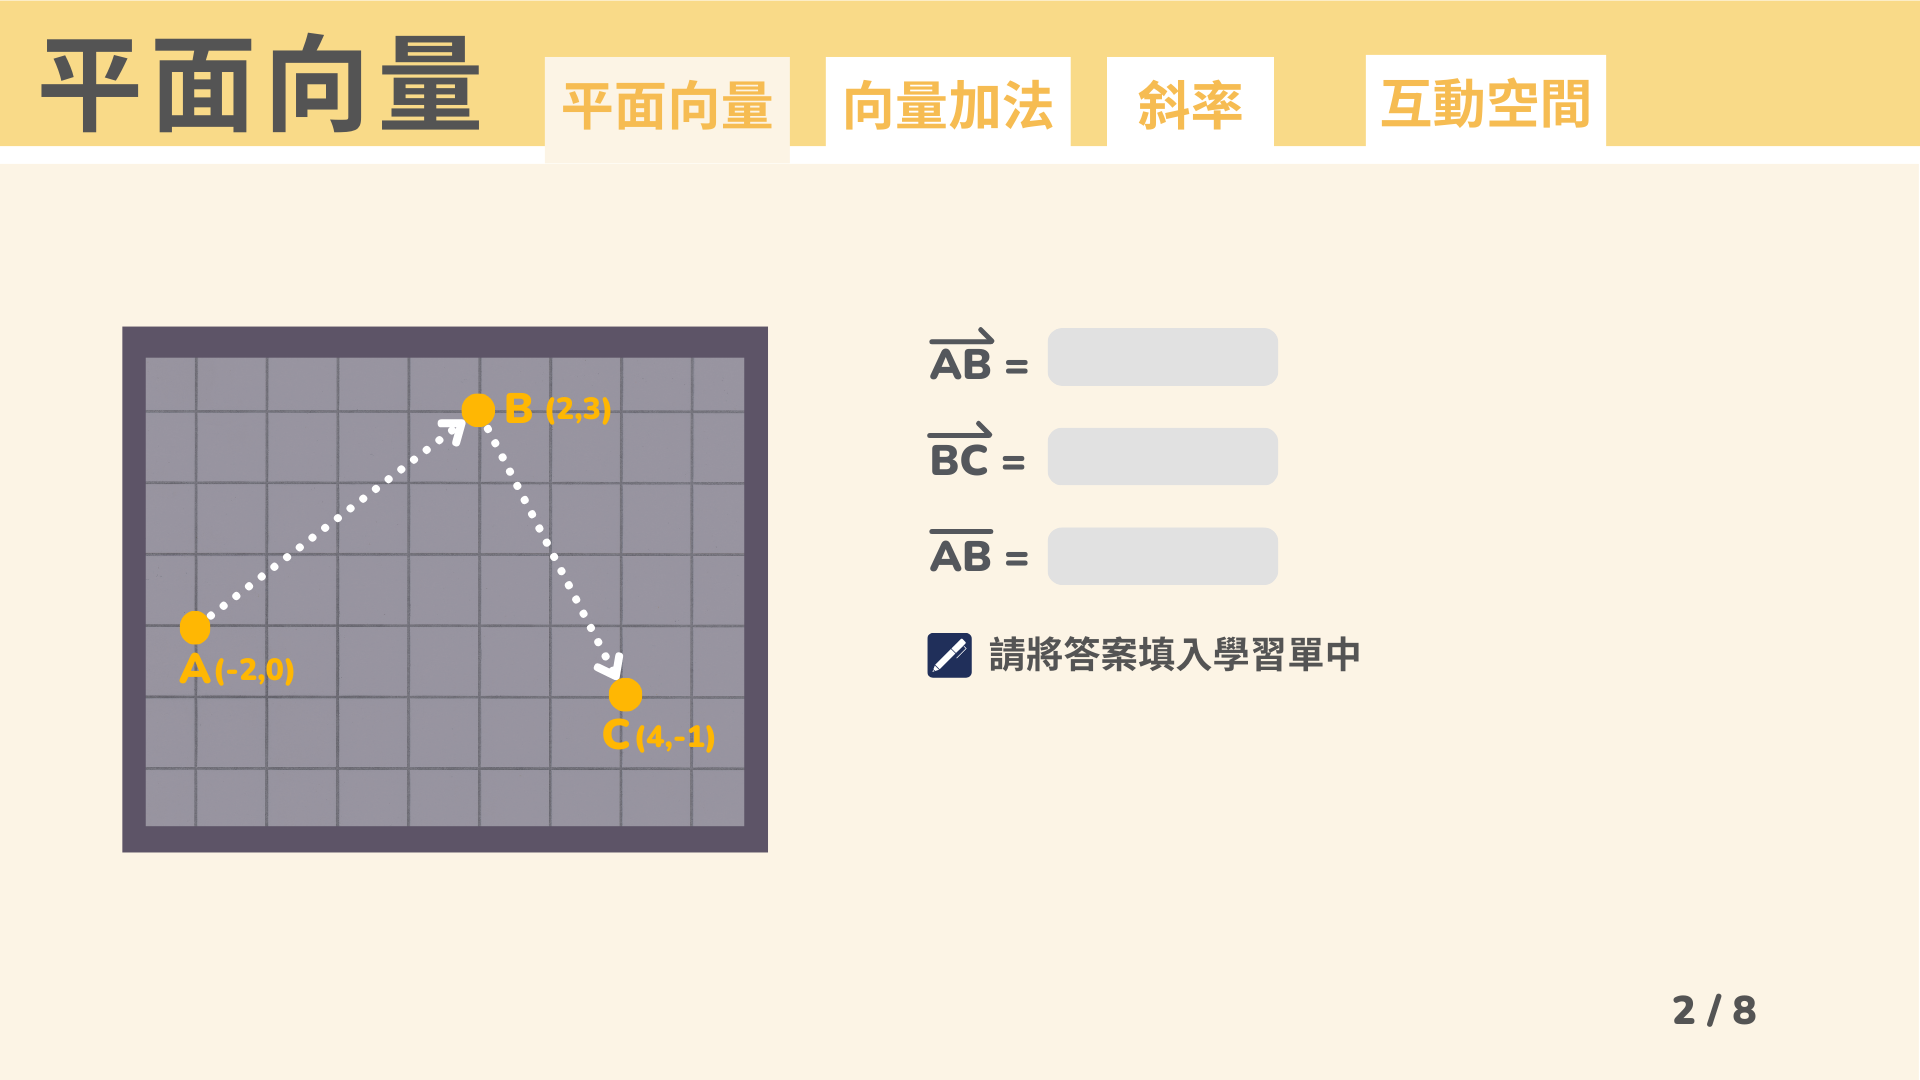 平面向量
平面向量
向量加法
斜率
互動空間
B (2,3)
A (-2,0)
C (4,-1)
AB =
BC =
AB =
請將答案填入學習單中
2 / 8